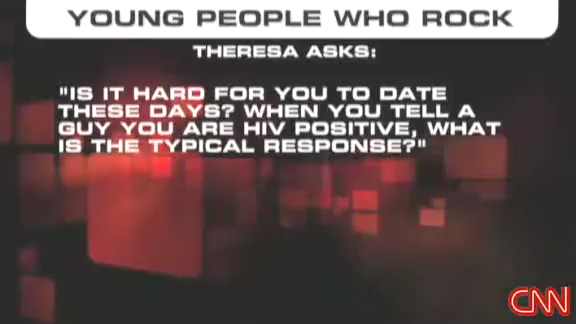 YOUNG PEOPLE WHO ROCK
THERESA ASKS:
"IS IT HARD FOR YOU TO DATE
THESE DAYS? WHEN YOU TELL A
GUY YOU ARE HIV POSITIVE, WHAT
IS THE TYPICAL RESPONSE?"
CNN